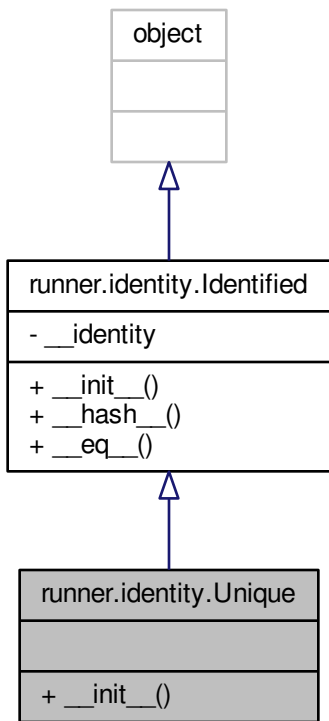 object
runner.identity.Identified
- __identity
+ __init__()
+ __hash__()
+ __eq__()
runner.identity.Unique
+ __init__()